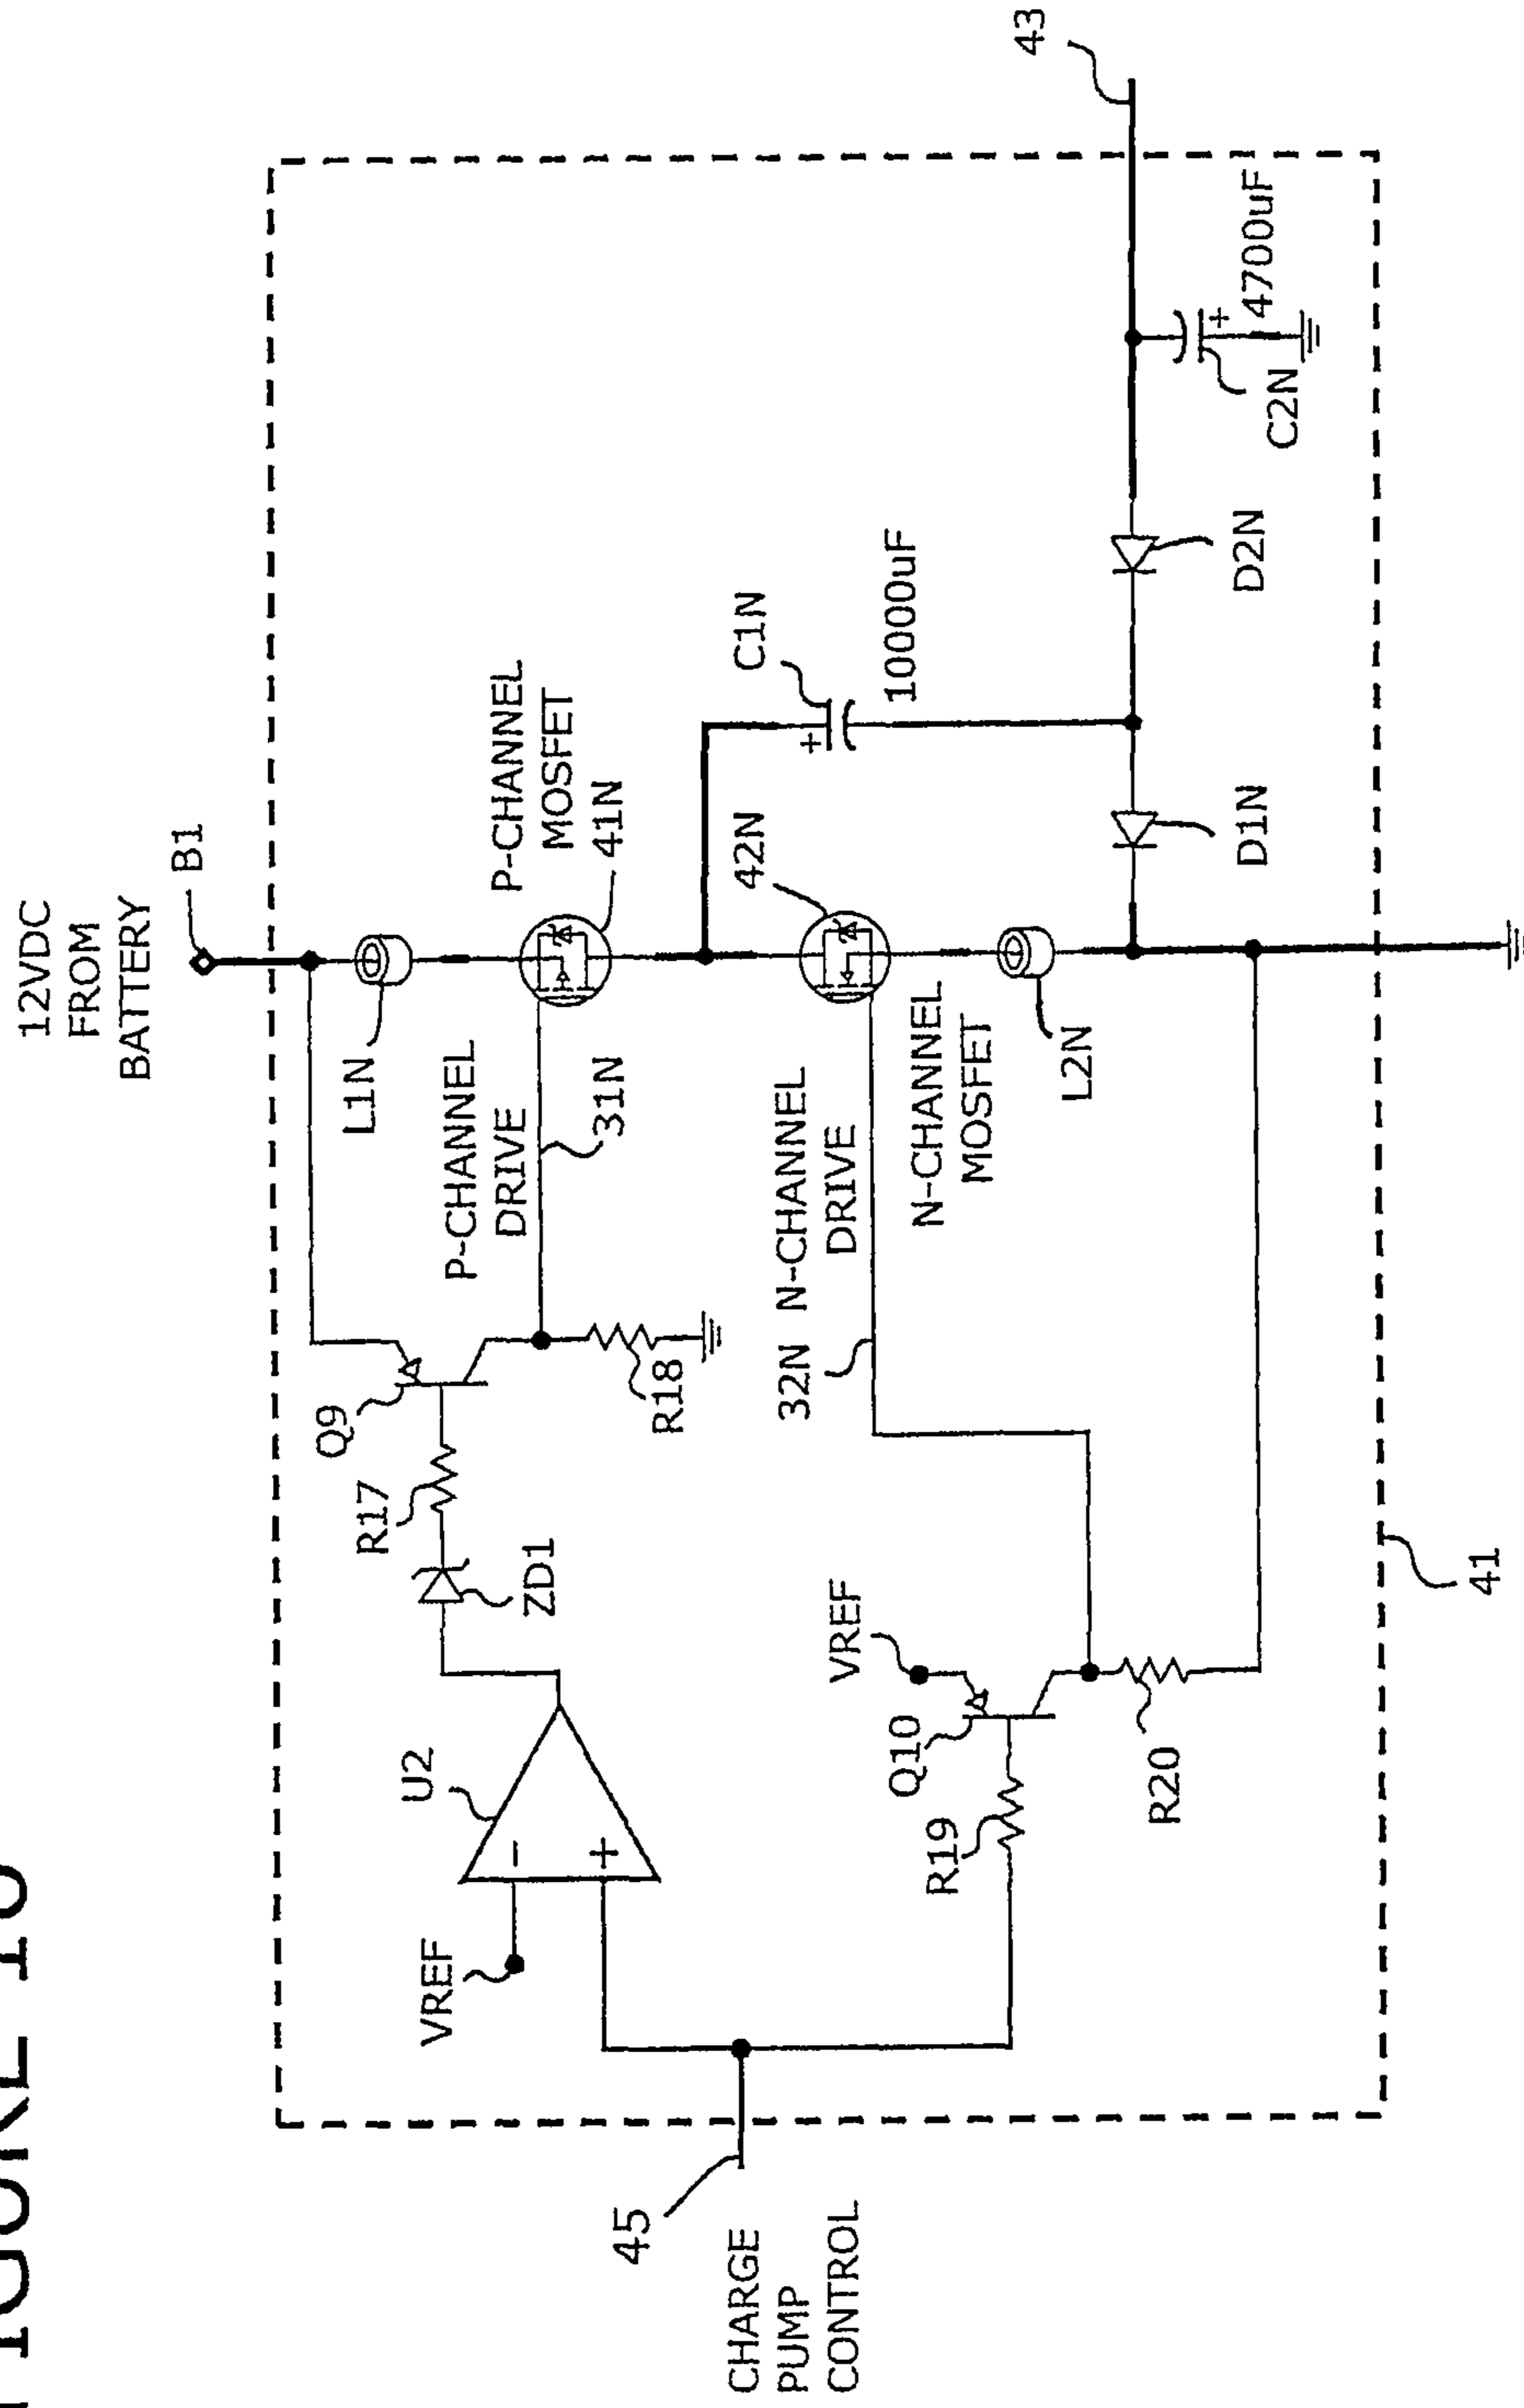 FIGURE
12VDC
FROM
BATTERY
B1
L1N
P-CHANNEL
MOSFET
41N
Q9
R17
ZD1
P-CHANNEL
DRIVE
31N
R18
U2
VREF
−
+
C1N
+
10000uF
42N
32N
N-CHANNEL
DRIVE
N-CHANNEL
MOSFET
L2N
45
CHARGE
PUMP
CONTROL
VREF
Q10
R19
R20
D1N
D2N
43
+
4700uF
C2N
41